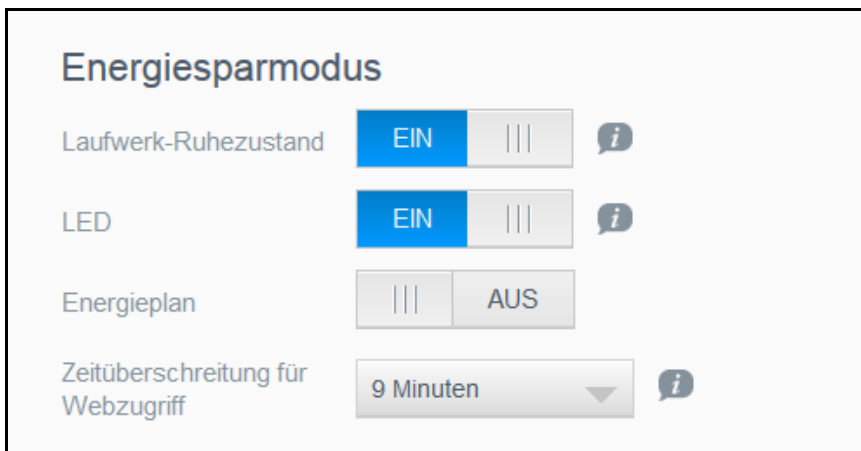 Energiesparmodus
Laufwerk-Ruhezustand EIN
LED EIN
Energieplan AUS
Zeitüberschreitung für
Webzugriff 9 Minuten